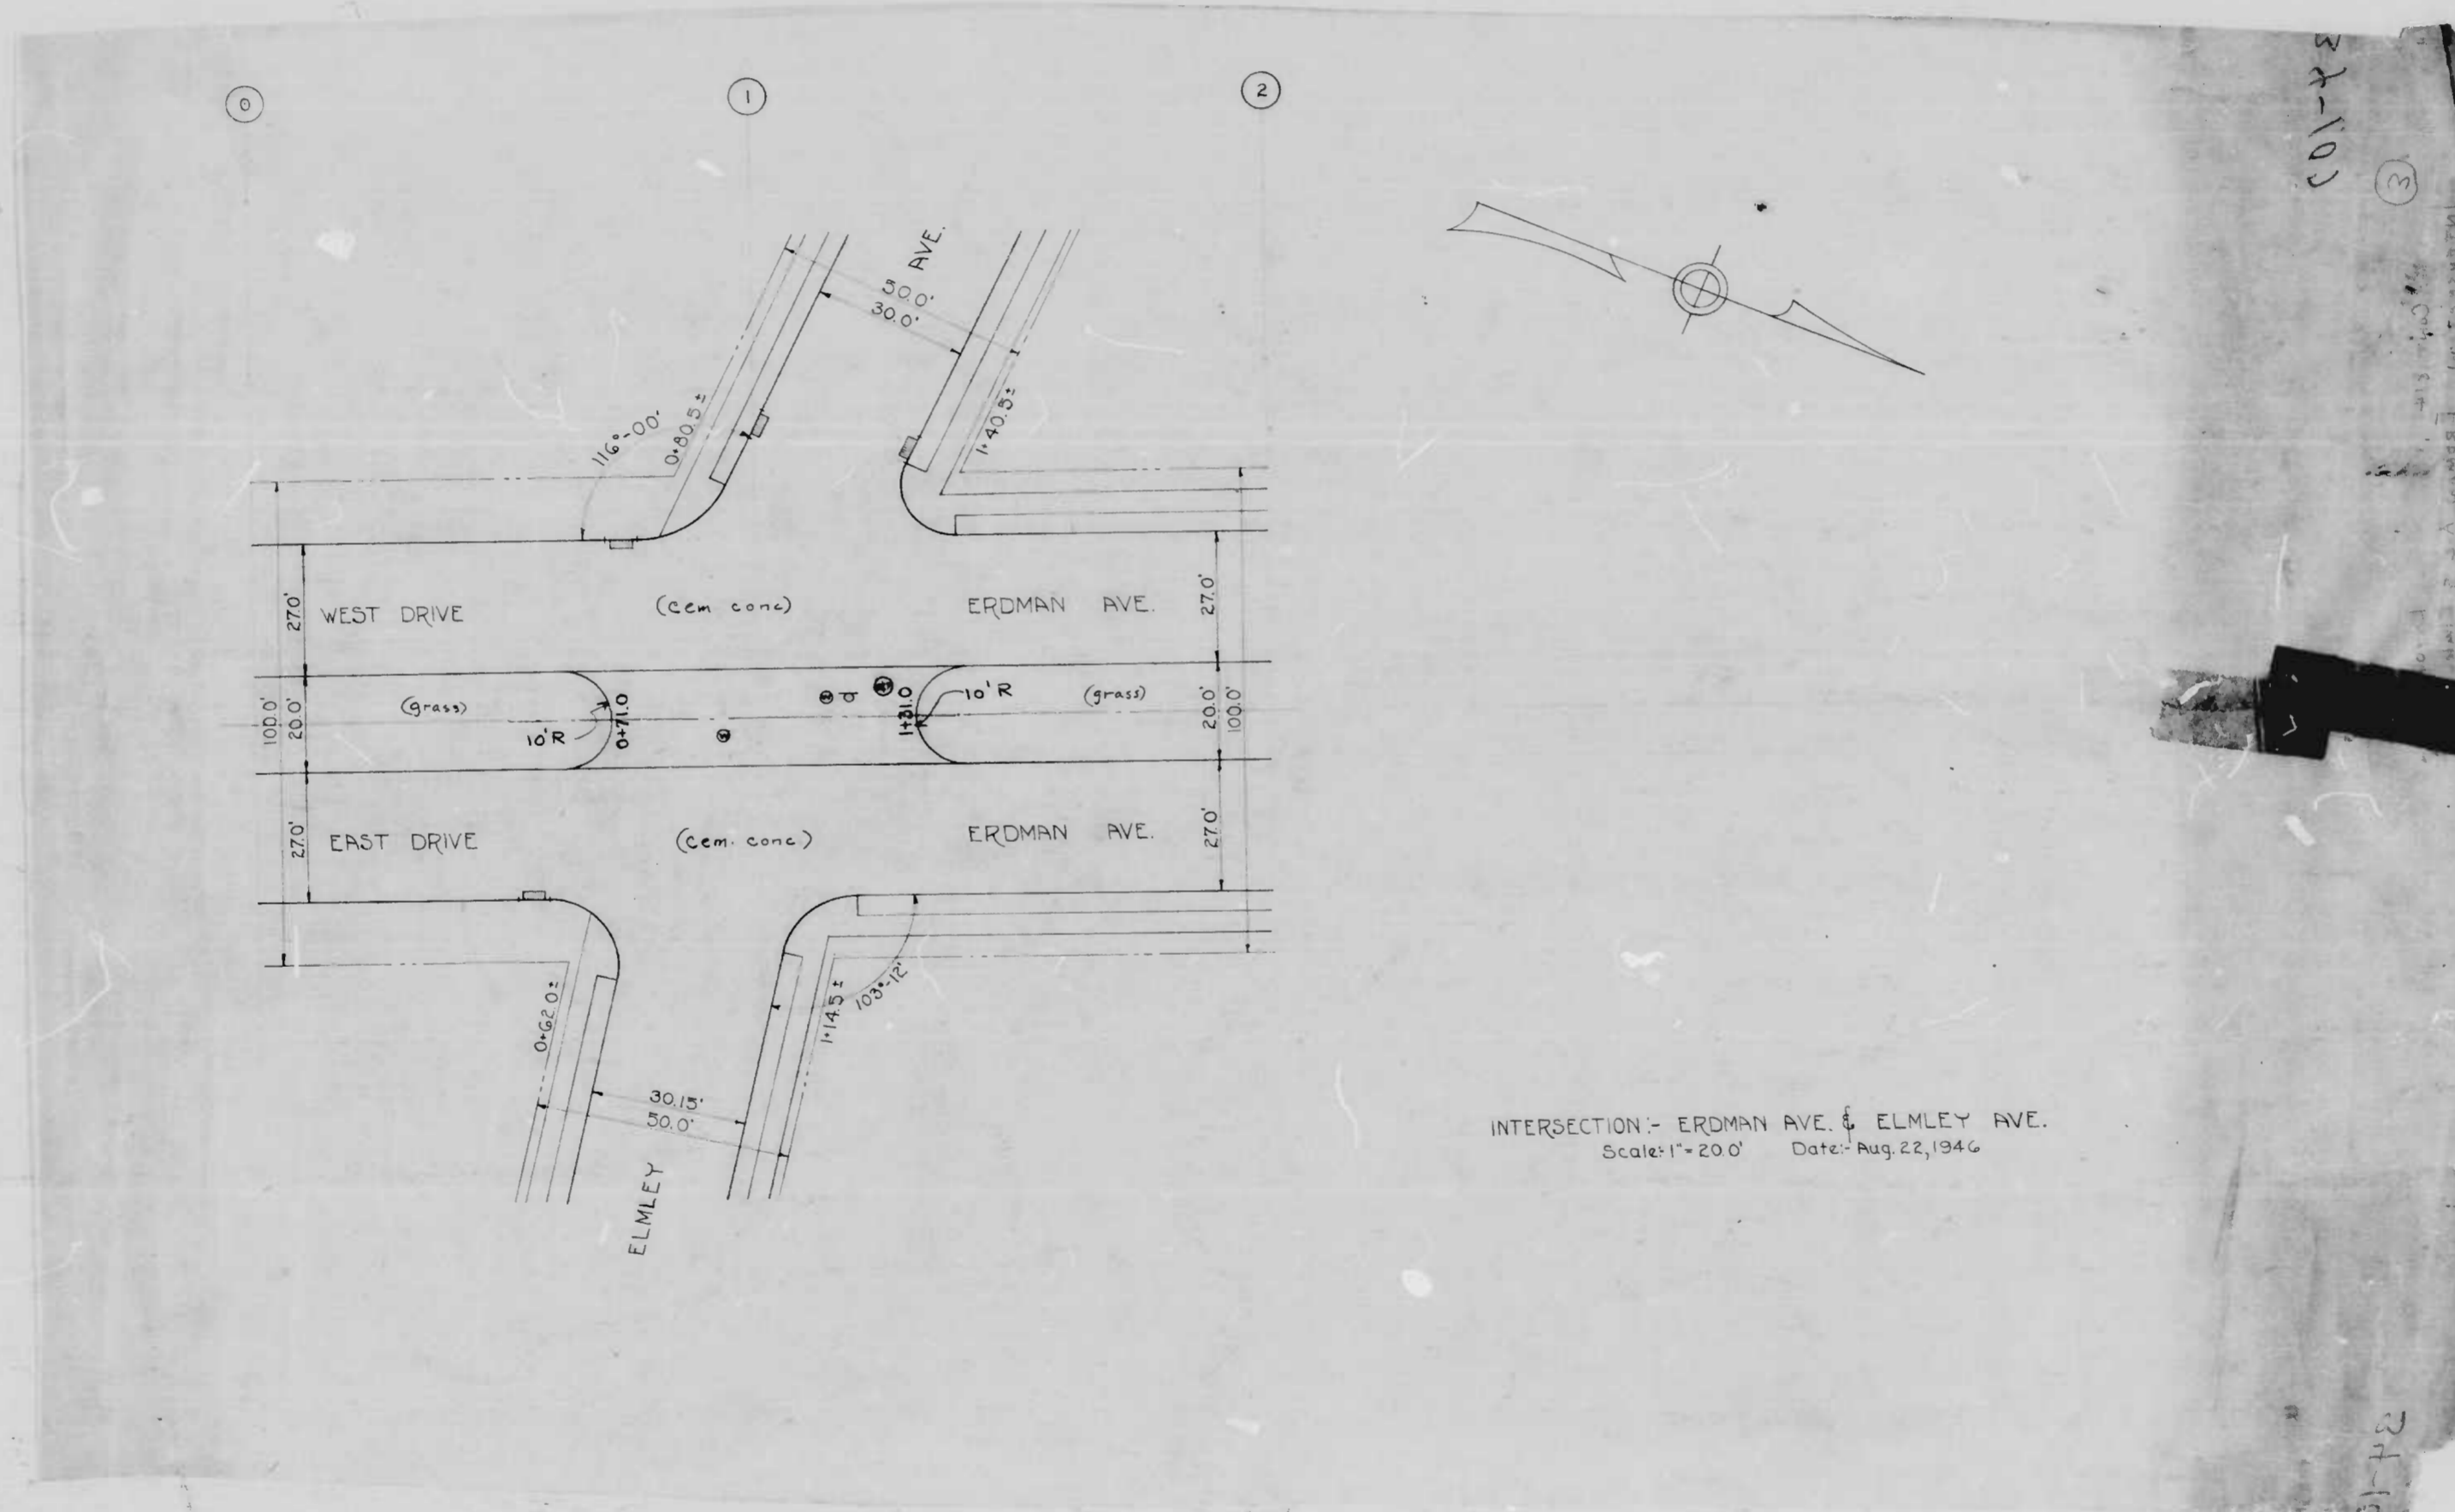 0
1
2
34-107
3
AVE.
50.0'
30.0'
116°-00'
0+80.5±
1+40.5±
27.0'
WEST DRIVE
(cem conc)
ERDMAN AVE.
27.0'
100.0'
20.0'
(grass)
10'R
0+71.0
1+31.0
10'R
(grass)
20.0'
100.0'
27.0'
EAST DRIVE
(cem. conc)
ERDMAN AVE.
27.0'
0+62.0±
1+14.5±
103°-12'
30.15'
50.0'
ELMLEY
INTERSECTION:- ERDMAN AVE. & ELMLEY AVE.
Scale:- 1"=20.0' Date:- Aug. 22, 1946